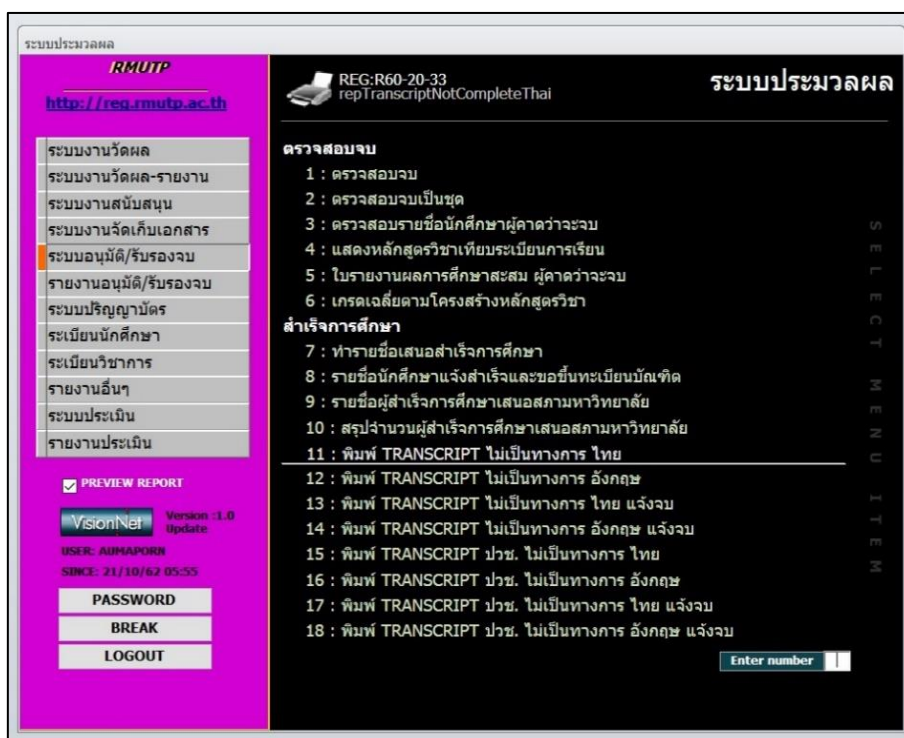 ระบบประมวลผล
RMUTP
http://reg.rmutp.ac.th
ระบบงานวัดผล
ระบบงานวัดผล-รายงาน
ระบบงานสนับสนุน
ระบบงานจัดเก็บเอกสาร
ระบบอนุมัติ/รับรองจบ
รายงานอนุมัติ/รับรองจบ
ระบบปริญญาบัตร
ระเบียนนักศึกษา
ระเบียนวิชาการ
รายงานอื่นๆ
ระบบประเมิน
รายงานประเมิน
PREVIEW REPORT
VisionNet
Version :1.0
Update
USER: AUMAPORN
SINCE: 21/10/62 05:55
PASSWORD
BREAK
LOGOUT
REG:R60-20-33
repTranscriptNotCompleteThai
ระบบประมวลผล
ตรวจสอบจบ
1 : ตรวจสอบจบ
2 : ตรวจสอบจบเป็นชุด
3 : ตรวจสอบรายชื่อนักศึกษาผู้คาดว่าจะจบ
4 : แสดงหลักสูตรวิชาเทียบระเบียนการเรียน
5 : ใบรายงานผลการศึกษาสะสม ผู้คาดว่าจะจบ
6 : เกรดเฉลี่ยตามโครงสร้างหลักสูตรวิชา
สำเร็จการศึกษา
7 : ทำรายชื่อเสนอสำเร็จการศึกษา
8 : รายชื่อนักศึกษาแจ้งสำเร็จและขอขึ้นทะเบียนบัณฑิต
9 : รายชื่อผู้สำเร็จการศึกษาเสนอสภามหาวิทยาลัย
10 : สรุปจำนวนผู้สำเร็จการศึกษาเสนอสภามหาวิทยาลัย
11 : พิมพ์ TRANSCRIPT ไม่เป็นทางการ ไทย
12 : พิมพ์ TRANSCRIPT ไม่เป็นทางการ อังกฤษ
13 : พิมพ์ TRANSCRIPT ไม่เป็นทางการ ไทย แจ้งจบ
14 : พิมพ์ TRANSCRIPT ไม่เป็นทางการ อังกฤษ แจ้งจบ
15 : พิมพ์ TRANSCRIPT ปวช. ไม่เป็นทางการ ไทย
16 : พิมพ์ TRANSCRIPT ปวช. ไม่เป็นทางการ อังกฤษ
17 : พิมพ์ TRANSCRIPT ปวช. ไม่เป็นทางการ ไทย แจ้งจบ
18 : พิมพ์ TRANSCRIPT ปวช. ไม่เป็นทางการ อังกฤษ แจ้งจบ
Enter number
SELECT MENU ITEM